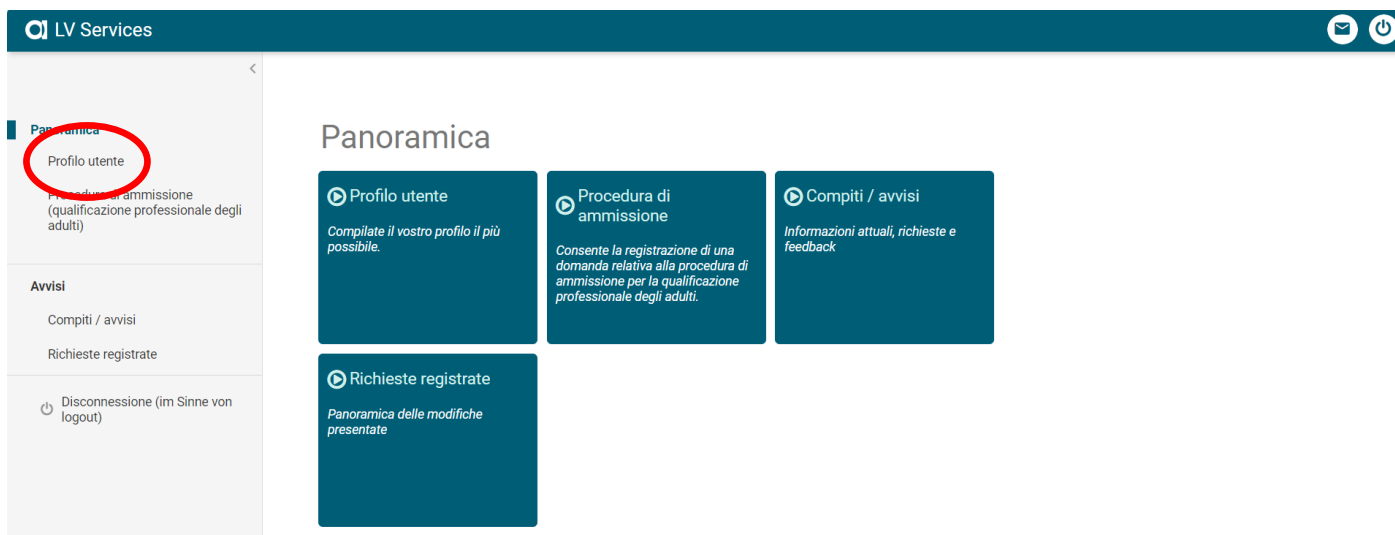 LV Services
Panoramica
Profilo utente
Procedura di ammissione
(qualificazione professionale degli
adulti)
Avvisi
Compiti / avvisi
Richieste registrate
Disconnessione (im Sinne von
logout)
Panoramica
Profilo utente
Compilate il vostro profilo il più
possibile.
Procedura di
ammissione
Consente la registrazione di una
domanda relativa alla procedura di
ammissione per la qualificazione
professionale degli adulti.
Compiti / avvisi
Informazioni attuali, richieste e
feedback
Richieste registrate
Panoramica delle modifiche
presentate